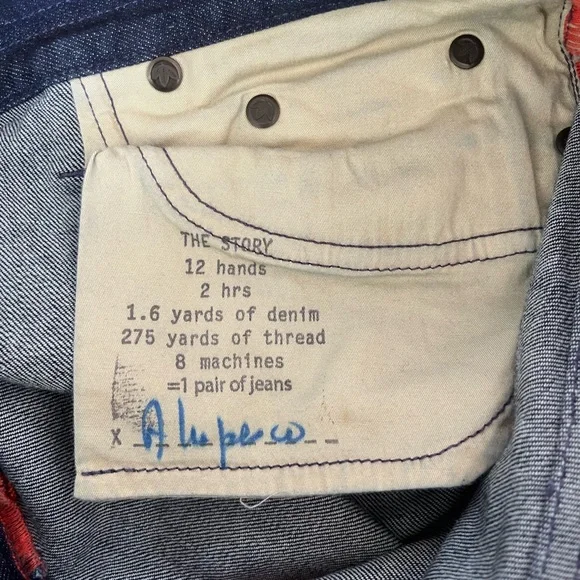 THE STORY
12 hands
2 hrs
1.6 yards of denim
275 yards of thread
8 machines
=1 pair of jeans
X